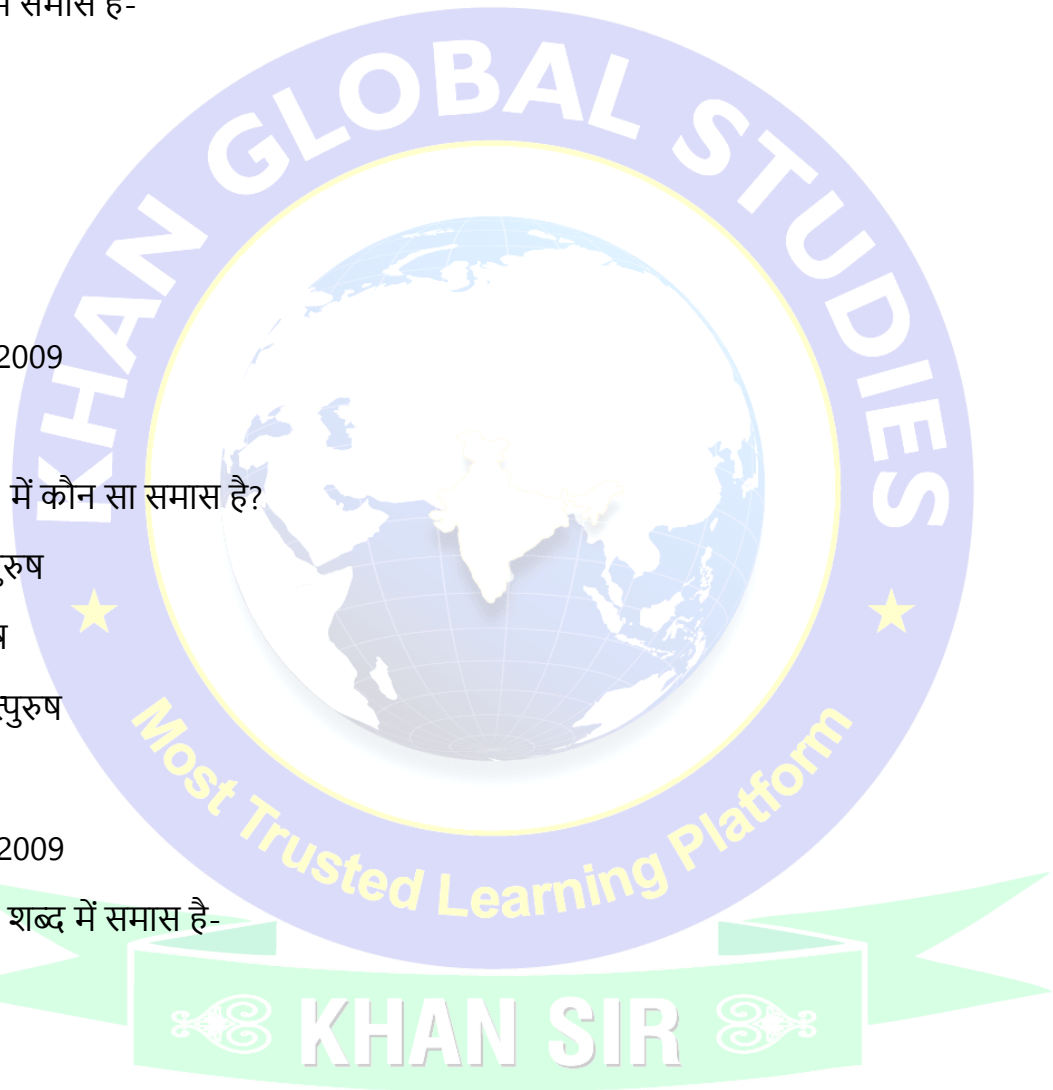 में समास है-
KHAN GLOBAL STUDIES
2009
में कौन सा समास है?
2009
शब्द में समास है-
Most Trusted Learning Platform
KHAN SIR